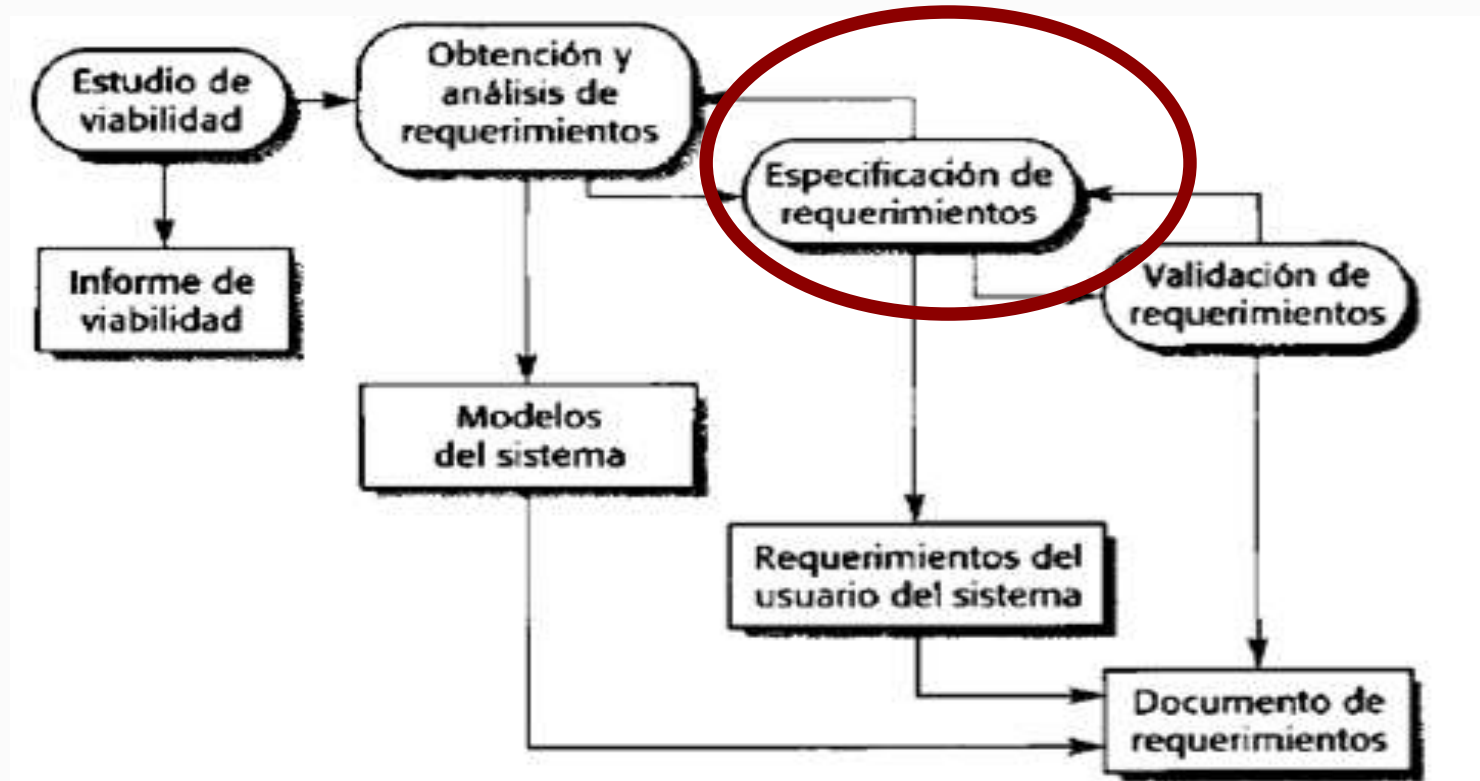 Estudio de
viabilidad
Obtención y
análisis de
requerimientos
Especificación de
requerimientos
Validación de
requerimientos
Informe de
viabilidad
Modelos
del sistema
Requerimientos del
usuario del sistema
Documento de
requerimientos